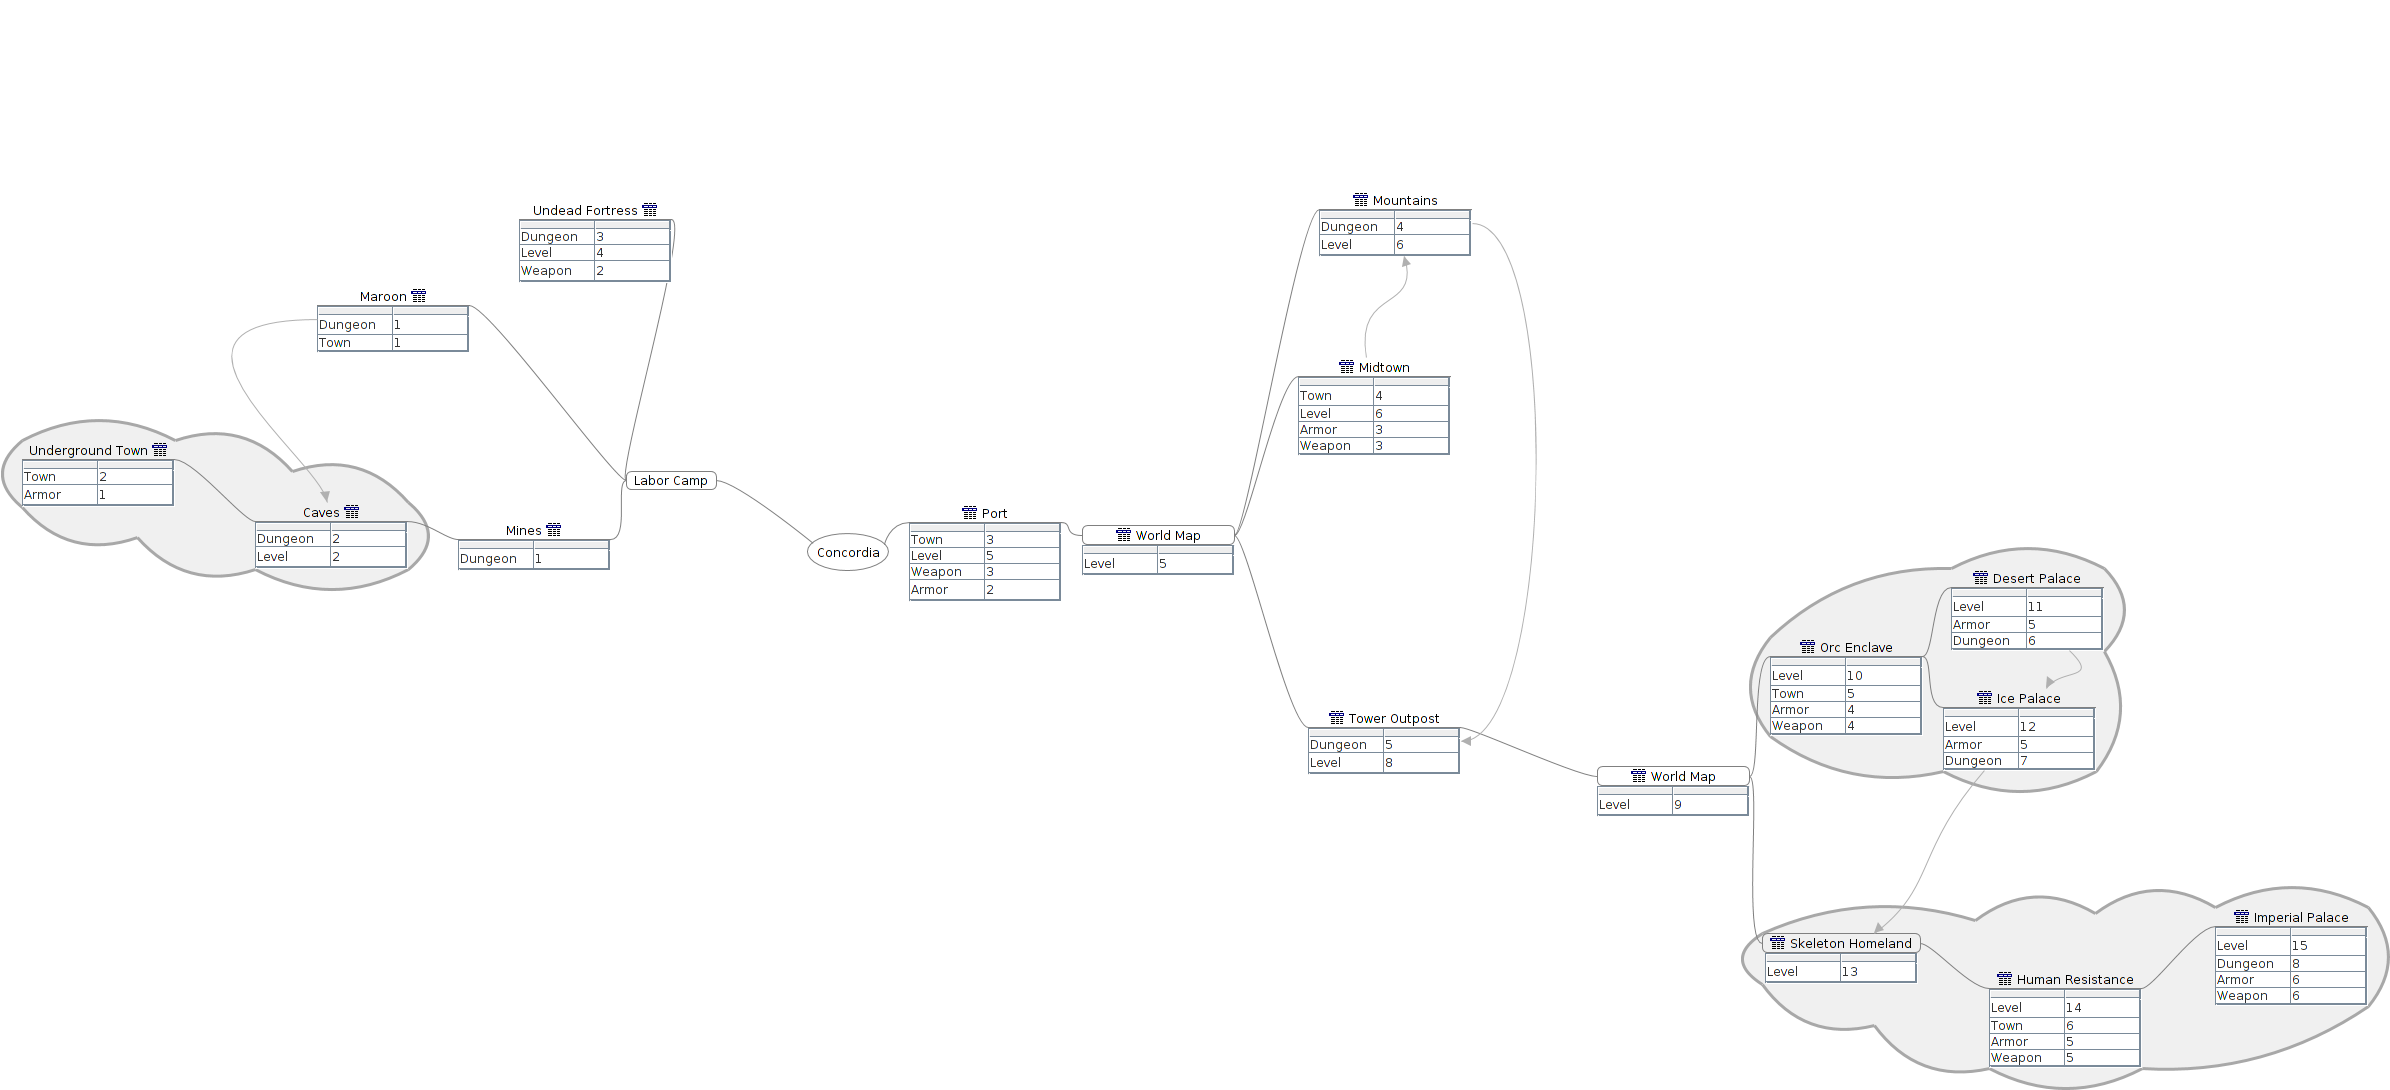 Undead Fortress
Dungeon 3
Level 4
Weapon 2
Maroon
Dungeon 1
Town 1
Underground Town
Town 2
Armor 1
Caves
Dungeon 2
Level 2
Mines
Dungeon 1
Labor Camp
Concordia
Port
Town 3
Level 5
Weapon 3
Armor 2
World Map
Level 5
Mountains
Dungeon 4
Level 6
Midtown
Town 4
Level 6
Armor 3
Weapon 3
Tower Outpost
Dungeon 5
Level 8
World Map
Level 9
Orc Enclave
Level 10
Town 5
Armor 4
Weapon 4
Desert Palace
Level 11
Armor 5
Dungeon 6
Ice Palace
Level 12
Armor 5
Dungeon 7
Skeleton Homeland
Level 13
Human Resistance
Level 14
Town 6
Armor 5
Weapon 5
Imperial Palace
Level 15
Dungeon 8
Armor 6
Weapon 6